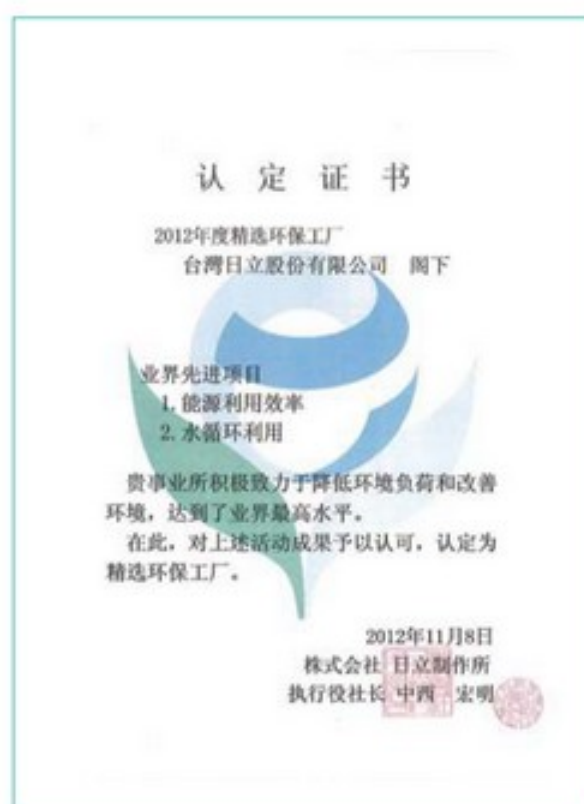 认 定 证 书
2012年度精选环保工厂
台灣日立股份有限公司 阁下
业界先进项目
1. 能源利用效率
2. 水循环利用
贵事业所积极致力于降低环境负荷和改善
环境，达到了业界最高水平。
在此，对上述活动成果予以认可，认定为
精选环保工厂。
2012年11月8日
株式会社 日立制作所
执行役社长 中西 宏明